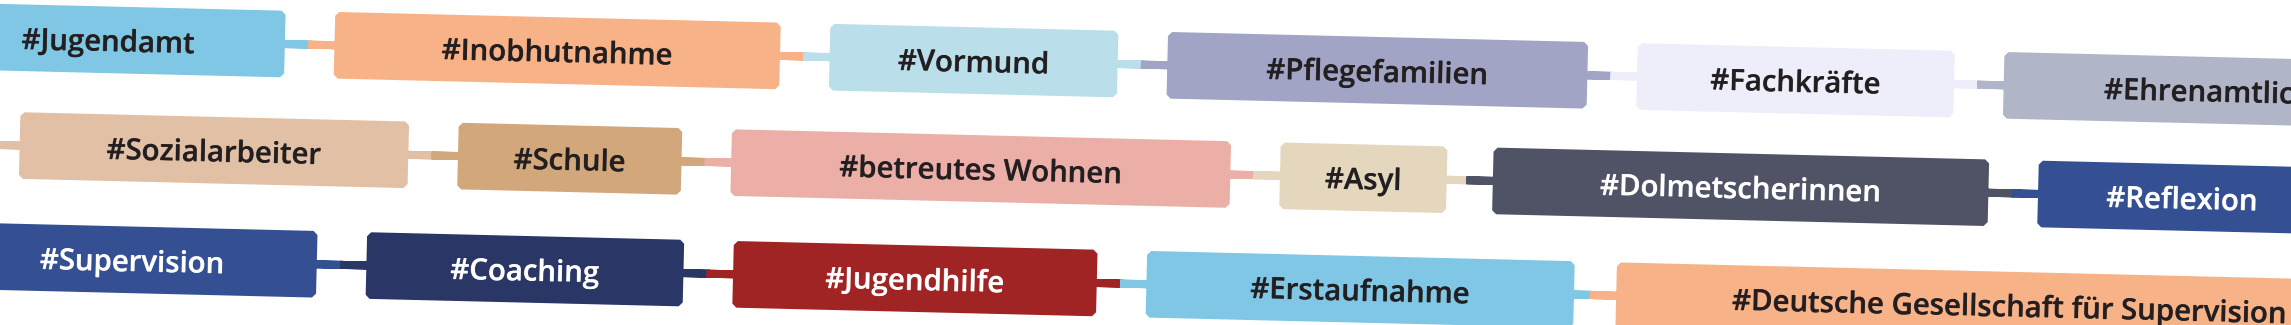 #Jugendamt #Inobhutnahme #Vormund #Pflegefamilien #Fachkräfte
#Sozialarbeiter #Schule #betreutes Wohnen #Asyl #Dolmetscherinnen #Reflexion
#Supervision #Coaching #Jugendhilfe #Erstaufnahme #Deutsche Gesellschaft für Supervision